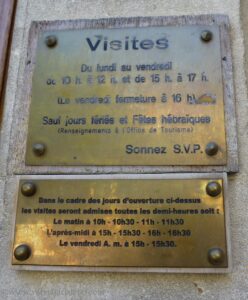 Visites
Du lundi au vendredi
de 10 h. à 12 h. et de 15 h. à 17 h.
(Le vendredi fermeture à 16 h
Sauf jours fériés et Fêtes hébraïques
(Renseignements à l'Office de Tourisme)
Sonnez S.V.P.
Dans le cadre des jours d'ouverture ci-dessus
les visites seront admises toutes les demi-heures soit :
Le matin à 10h - 10h30 - 11h - 11h30
L'après-midi à 15h - 15h30 - 16h - 16h30
Le vendredi A. m. à 15h - 15h30.